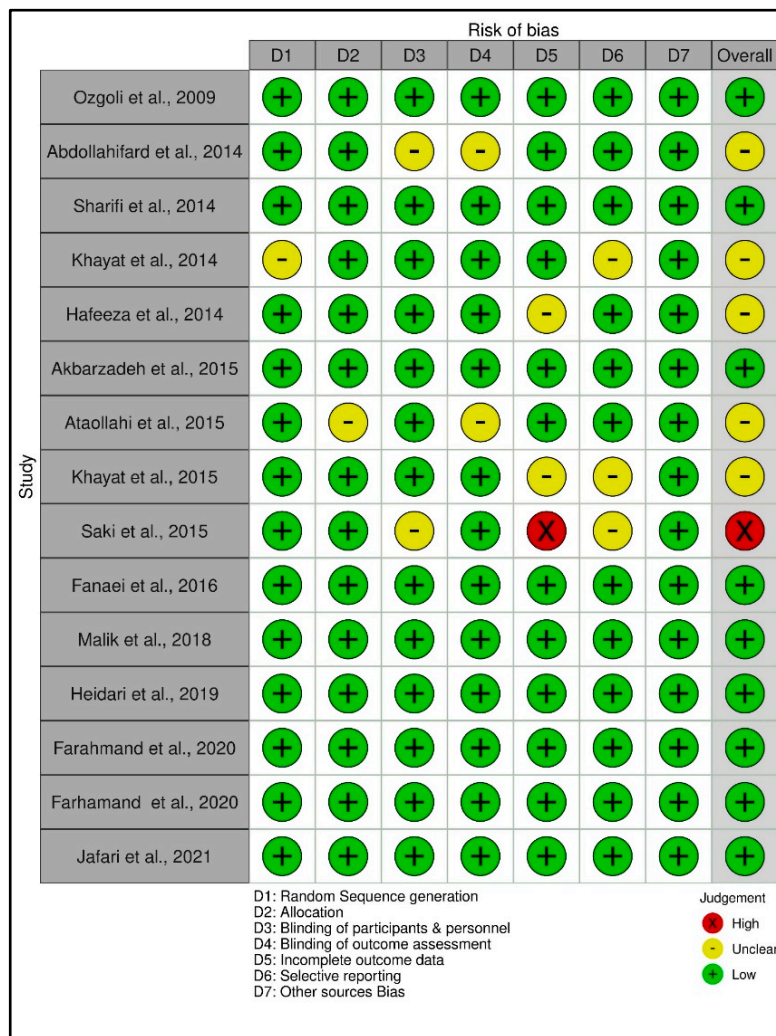 Risk of bias
D1 D2 D3 D4 D5 D6 D7 Overall
Study
Ozgoli et al., 2009 + + + + + + + +
Abdollahifard et al., 2014 + + - - + + + -
Sharifi et al., 2014 + + + + + + + +
Khayat et al., 2014 - + + + + - + -
Hafeeza et al., 2014 + + + + - + + -
Akbarzadeh et al., 2015 + + + + + + + +
Ataollahi et al., 2015 + - + - + + + -
Khayat et al., 2015 + + + + - - + -
Saki et al., 2015 + + - + X - + X
Fanaei et al., 2016 + + + + + + + +
Malik et al., 2018 + + + + + + + +
Heidari et al., 2019 + + + + + + + +
Farahmand et al., 2020 + + + + + + + +
Farhamand et al., 2020 + + + + + + + +
Jafari et al., 2021 + + + + + + + +
D1: Random Sequence generation
D2: Allocation
D3: Blinding of participants & personnel
D4: Blinding of outcome assessment
D5: Incomplete outcome data
D6: Selective reporting
D7: Other sources Bias
Judgement
X High
- Unclear
+ Low